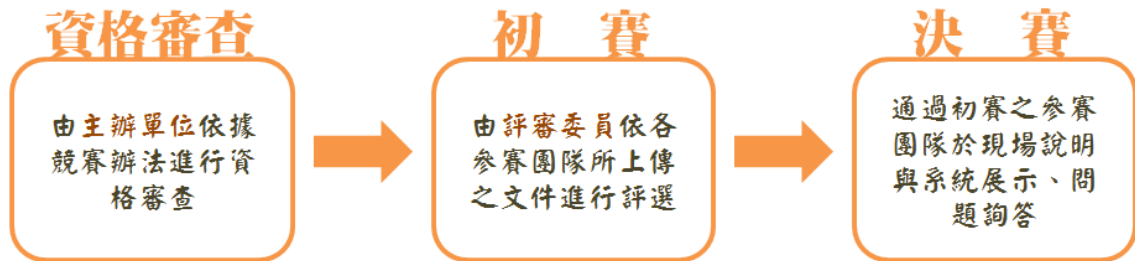 資格審查
由主辦單位依據
競賽辦法進行資
格審查
初 賽
由評審委員依各
參賽團隊所上傳
之文件進行評選
決 賽
通過初賽之參賽
團隊於現場說明
與系統展示、問
題詢答